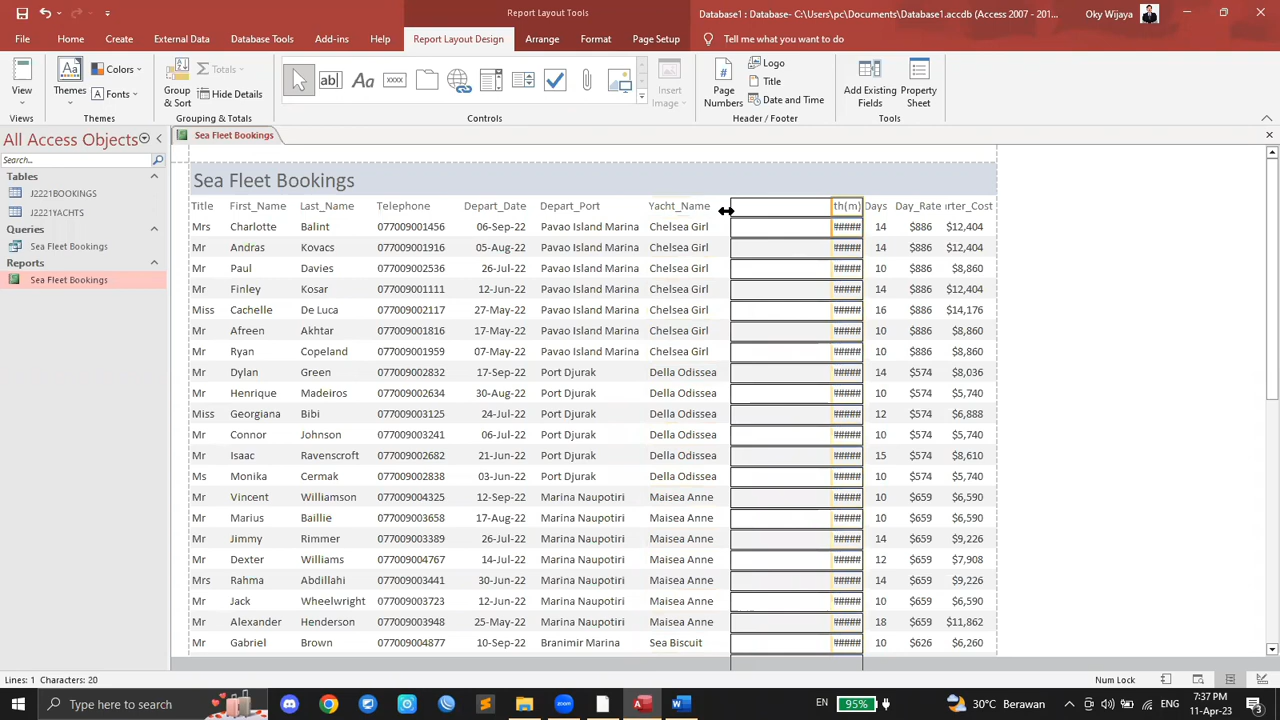 Report Layout Tools
Database1 : Database- C:\Users\pc\Documents\Database1.accdb (Access 2007 - 201...
Oky Wijaya
File Home Create External Data Database Tools Add-ins Help Report Layout Design Arrange Format Page Setup Tell me what you want to do
View
Views
Themes
Colors
Fonts
Themes
Group & Sort
Totals
Hide Details
Grouping & Totals
ab
Aa
xxxx
Controls
Insert Image
Page Numbers
Logo
Title
Date and Time
Header / Footer
Add Existing Fields
Property Sheet
Tools
All Access Objects
Search...
Tables
J2221BOOKINGS
J2221YACHTS
Queries
Sea Fleet Bookings
Reports
Sea Fleet Bookings
Sea Fleet Bookings
Sea Fleet Bookings
Title First_Name Last_Name Telephone Depart_Date Depart_Port Yacht_Name th(m) Days Day_Rate rter_Cost
Mrs Charlotte Balint 077009001456 06-Sep-22 Pavao Island Marina Chelsea Girl ##### 14 $886 $12,404
Mr Andras Kovacs 077009001916 05-Aug-22 Pavao Island Marina Chelsea Girl ##### 14 $886 $12,404
Mr Paul Davies 077009002536 26-Jul-22 Pavao Island Marina Chelsea Girl ##### 10 $886 $8,860
Mr Finley Kosar 077009001111 12-Jun-22 Pavao Island Marina Chelsea Girl ##### 14 $886 $12,404
Miss Cachelle De Luca 077009002117 27-May-22 Pavao Island Marina Chelsea Girl ##### 16 $886 $14,176
Mr Afreen Akhtar 077009001816 17-May-22 Pavao Island Marina Chelsea Girl ##### 10 $886 $8,860
Mr Ryan Copeland 077009001959 07-May-22 Pavao Island Marina Chelsea Girl ##### 10 $886 $8,860
Mr Dylan Green 077009002832 17-Sep-22 Port Djurak Della Odissea ##### 14 $574 $8,036
Mr Henrique Madeiros 077009002634 30-Aug-22 Port Djurak Della Odissea ##### 10 $574 $5,740
Miss Georgiana Bibi 077009003125 24-Jul-22 Port Djurak Della Odissea ##### 12 $574 $6,888
Mr Connor Johnson 077009003241 06-Jul-22 Port Djurak Della Odissea ##### 10 $574 $5,740
Mr Isaac Ravenscroft 077009002682 21-Jun-22 Port Djurak Della Odissea ##### 15 $574 $8,610
Ms Monika Cermak 077009002838 03-Jun-22 Port Djurak Della Odissea ##### 10 $574 $5,740
Mr Vincent Williamson 077009004325 12-Sep-22 Marina Naupotiri Maisea Anne ##### 10 $659 $6,590
Mr Marius Baillie 077009003658 17-Aug-22 Marina Naupotiri Maisea Anne ##### 10 $659 $6,590
Mr Jimmy Rimmer 077009003389 26-Jul-22 Marina Naupotiri Maisea Anne ##### 14 $659 $9,226
Mr Dexter Williams 077009004767 14-Jul-22 Marina Naupotiri Maisea Anne ##### 12 $659 $7,908
Mrs Rahma Abdillahi 077009003441 30-Jun-22 Marina Naupotiri Maisea Anne ##### 14 $659 $9,226
Mr Jack Wheelwright 077009003723 12-Jun-22 Marina Naupotiri Maisea Anne ##### 10 $659 $6,590
Mr Alexander Henderson 077009003948 25-May-22 Marina Naupotiri Maisea Anne ##### 18 $659 $11,862
Mr Gabriel Brown 077009004877 10-Sep-22 Branimir Marina Sea Biscuit ##### 10 $626 $6,260
Lines: 1 Characters: 20
Num Lock
Type here to search
EN 95% 30°C Berawan ENG
7:37 PM
11-Apr-23